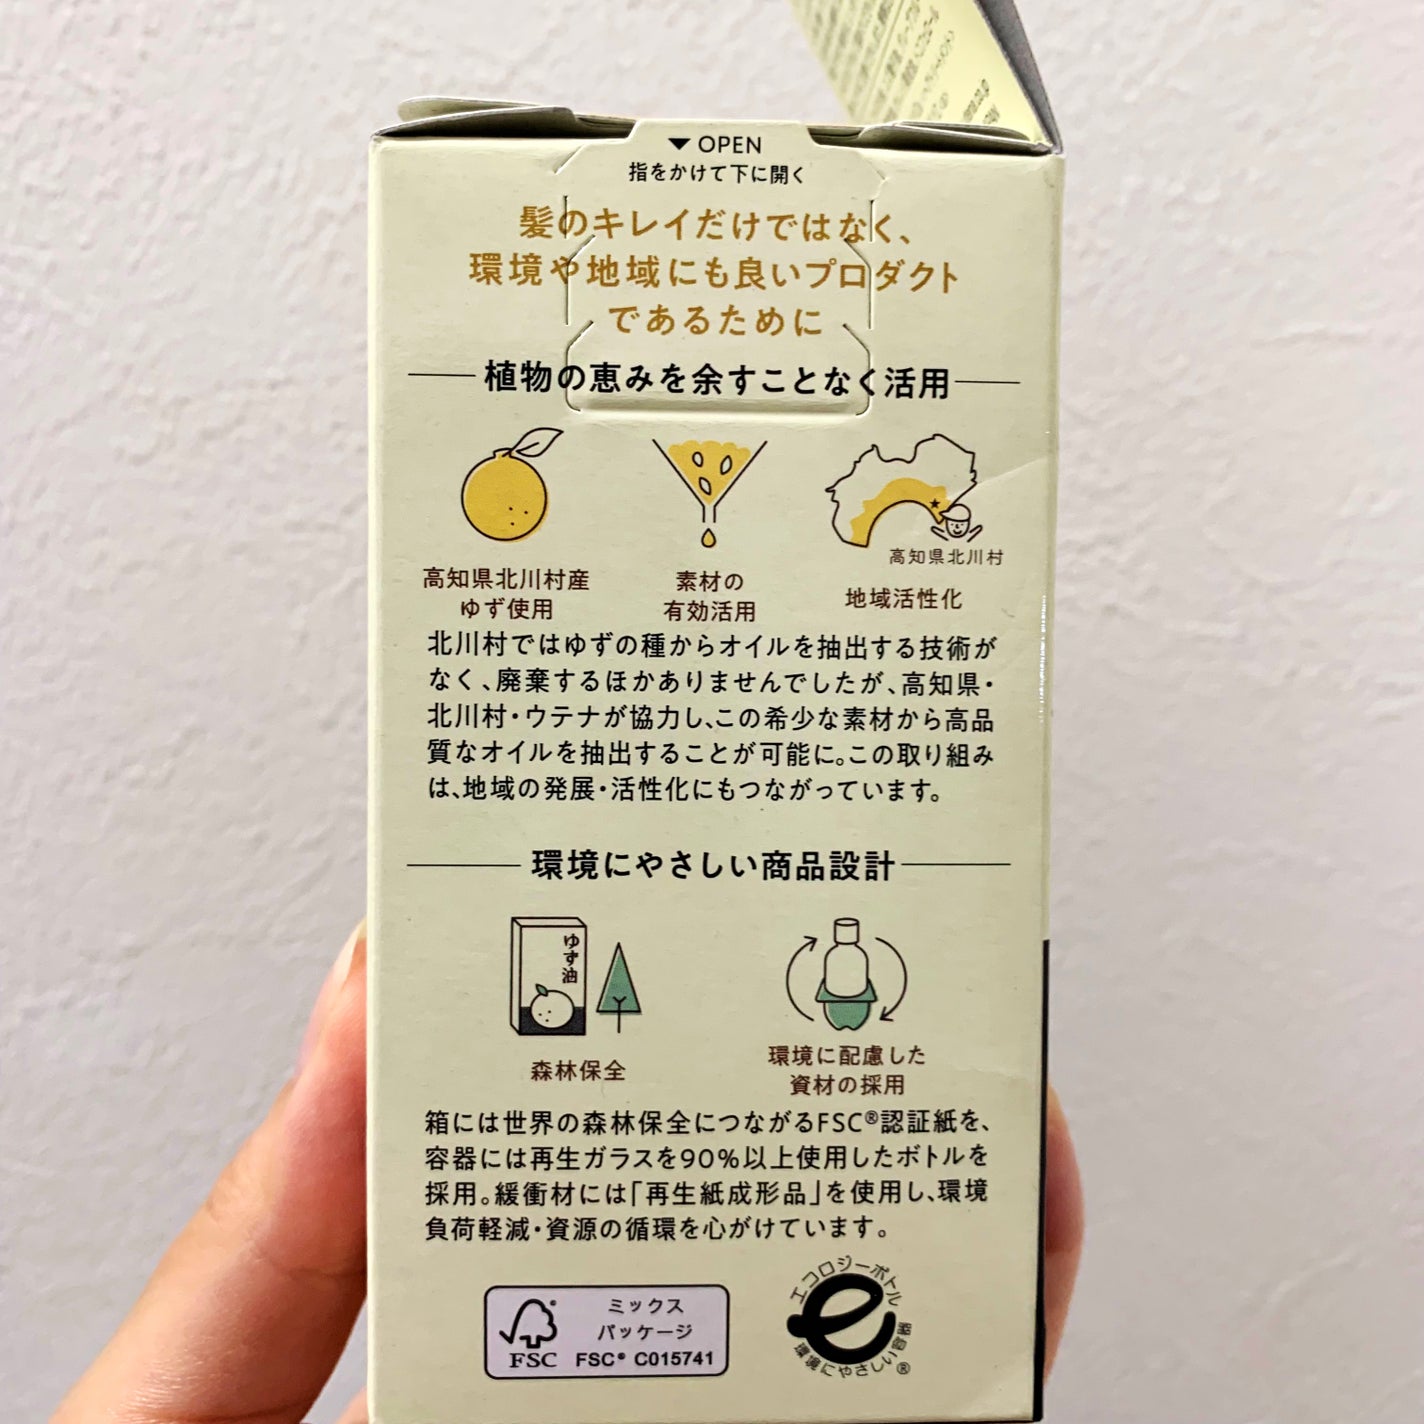 ▼ OPEN
指をかけて下に開く
髪のキレイだけではなく、
環境や地域にも良いプロダクト
であるために
植物の恵みを余すことなく活用
高知県北川村
高知県北川村産
ゆず使用
素材の
有効活用
地域活性化
北川村ではゆずの種からオイルを抽出する技術が
なく、廃棄するほかありませんでしたが、高知県・
北川村・ウテナが協力し、この希少な素材から高品
質なオイルを抽出することが可能に。この取り組み
は、地域の発展・活性化にもつながっています。
環境にやさしい商品設計
ゆず油
森林保全
環境に配慮した
資材の採用
箱には世界の森林保全につながるFSC®認証紙を、
容器には再生ガラスを90%以上使用したボトルを
採用。緩衝材には「再生紙成形品」を使用し、環境
負荷軽減・資源の循環を心がけています。
ミックス
パッケージ
FSC
FSC® C015741
エコロジーボトル
e
環境にやさしい容器®